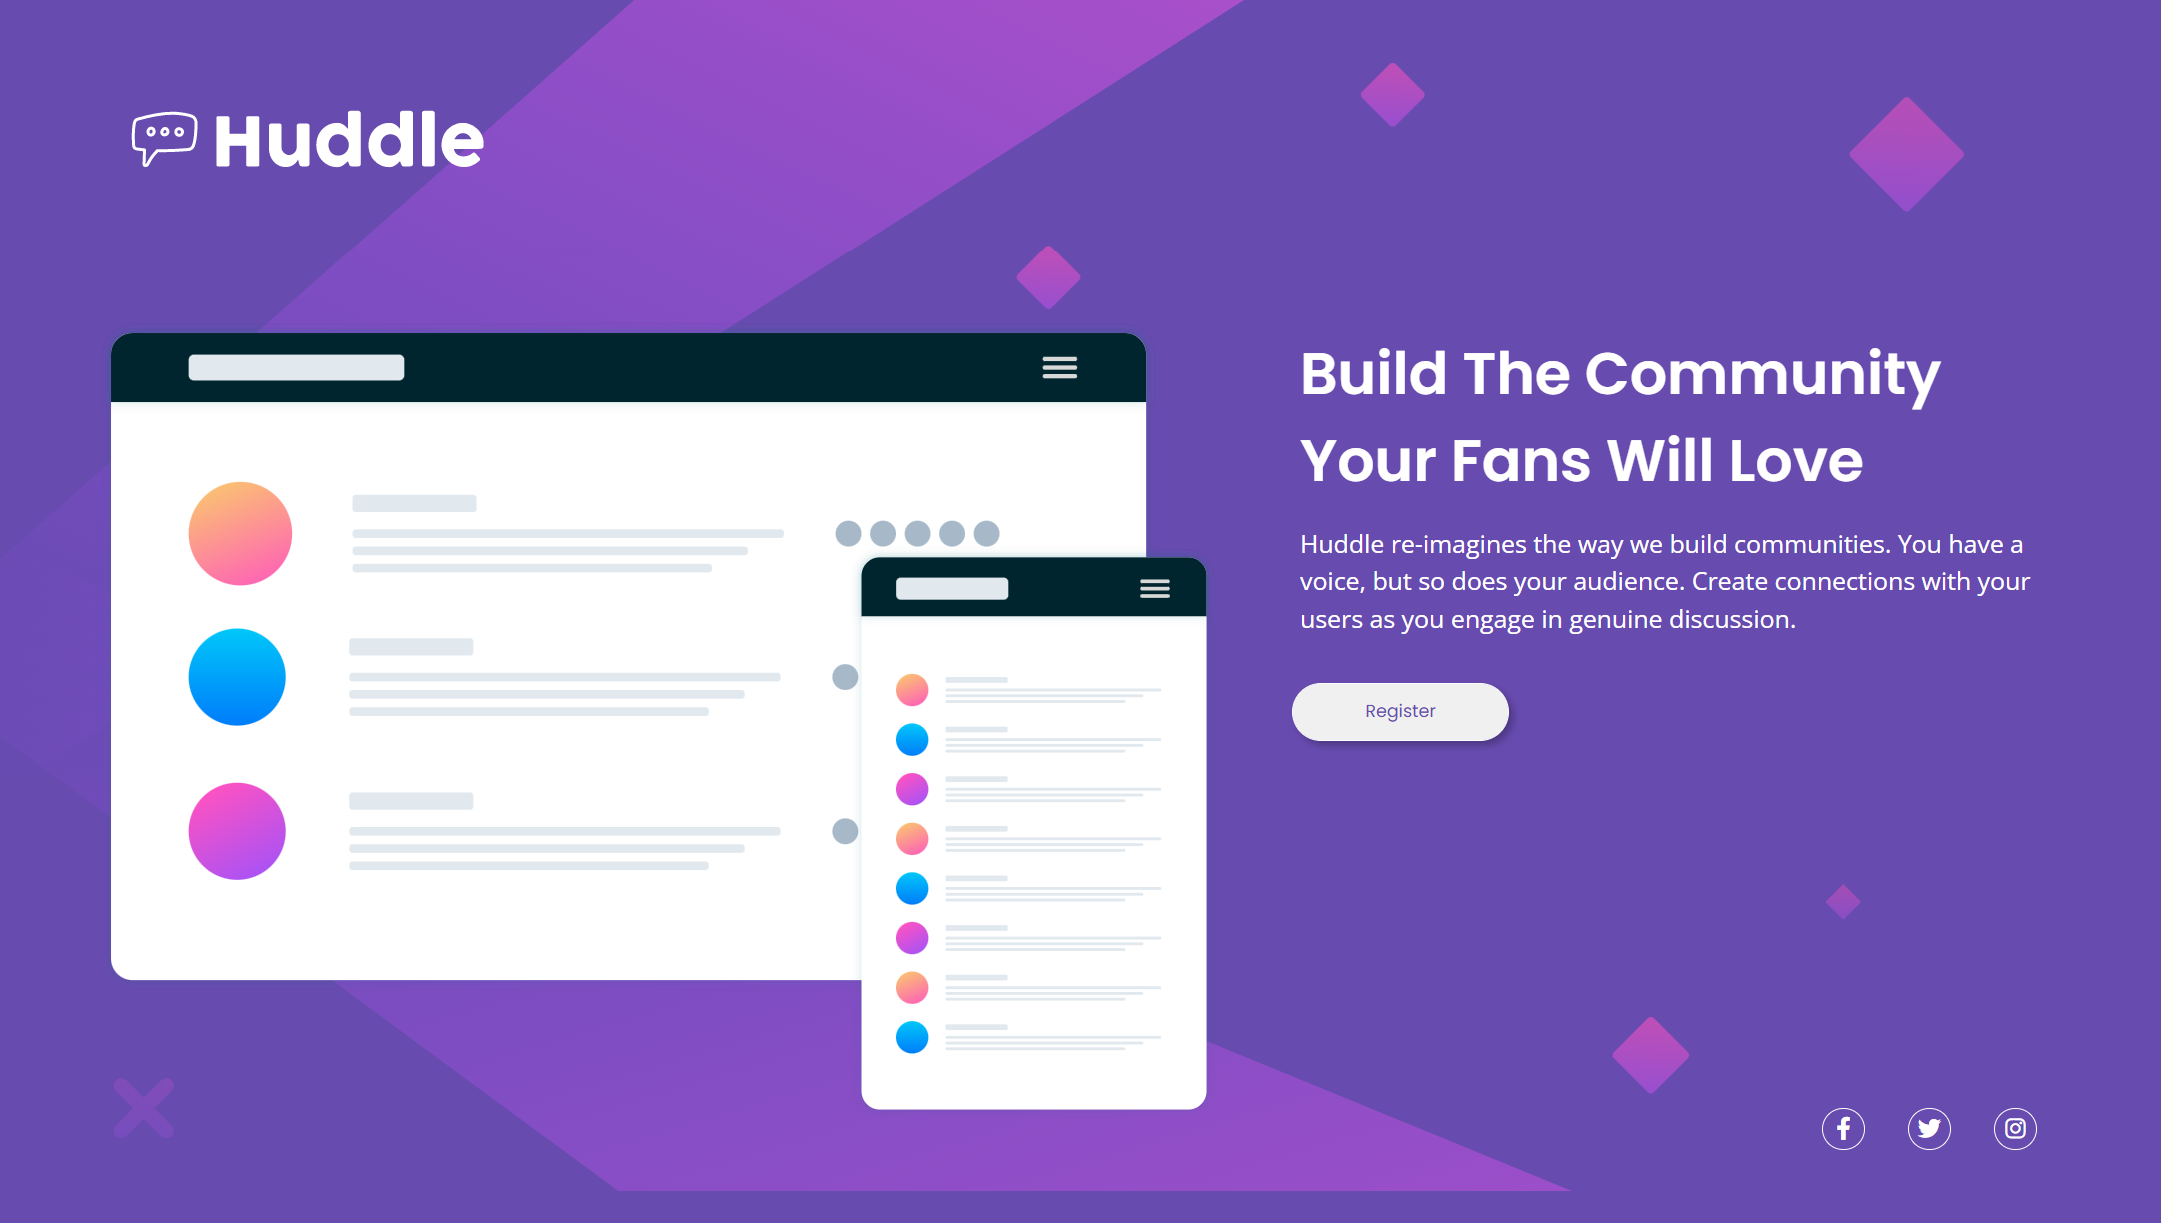 Huddle
Build The Community
Your Fans Will Love
Huddle re-imagines the way we build communities. You have a
voice, but so does your audience. Create connections with your
users as you engage in genuine discussion.
Register